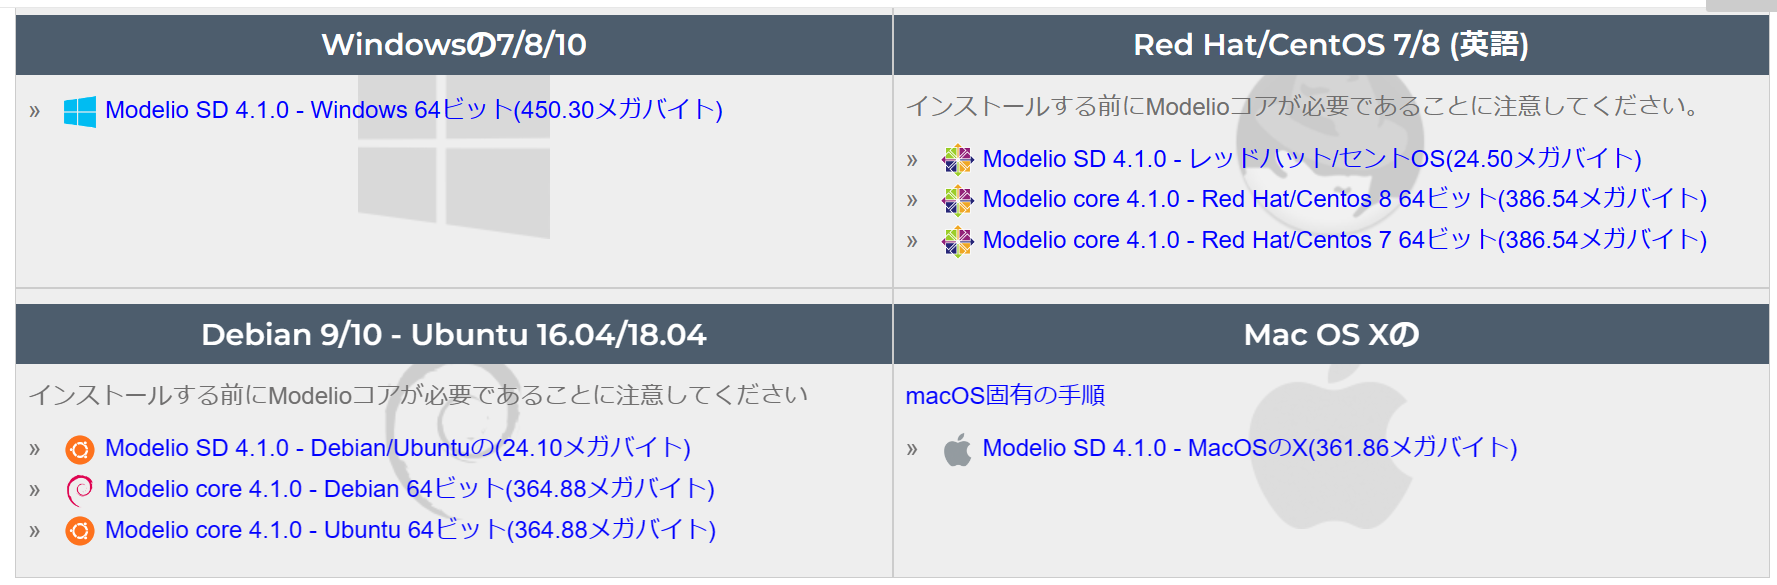 Windowsの7/8/10
» Modelio SD 4.1.0 - Windows 64ビット(450.30メガバイト)
Red Hat/CentOS 7/8 (英語)
インストールする前にModelioコアが必要であることに注意してください。
» Modelio SD 4.1.0 - レッドハット/セントOS(24.50メガバイト)
» Modelio core 4.1.0 - Red Hat/Centos 8 64ビット(386.54メガバイト)
» Modelio core 4.1.0 - Red Hat/Centos 7 64ビット(386.54メガバイト)
Debian 9/10 - Ubuntu 16.04/18.04
インストールする前にModelioコアが必要であることに注意してください
» Modelio SD 4.1.0 - Debian/Ubuntuの(24.10メガバイト)
» Modelio core 4.1.0 - Debian 64ビット(364.88メガバイト)
» Modelio core 4.1.0 - Ubuntu 64ビット(364.88メガバイト)
Mac OS Xの
macOS固有の手順
» Modelio SD 4.1.0 - MacOSのX(361.86メガバイト)